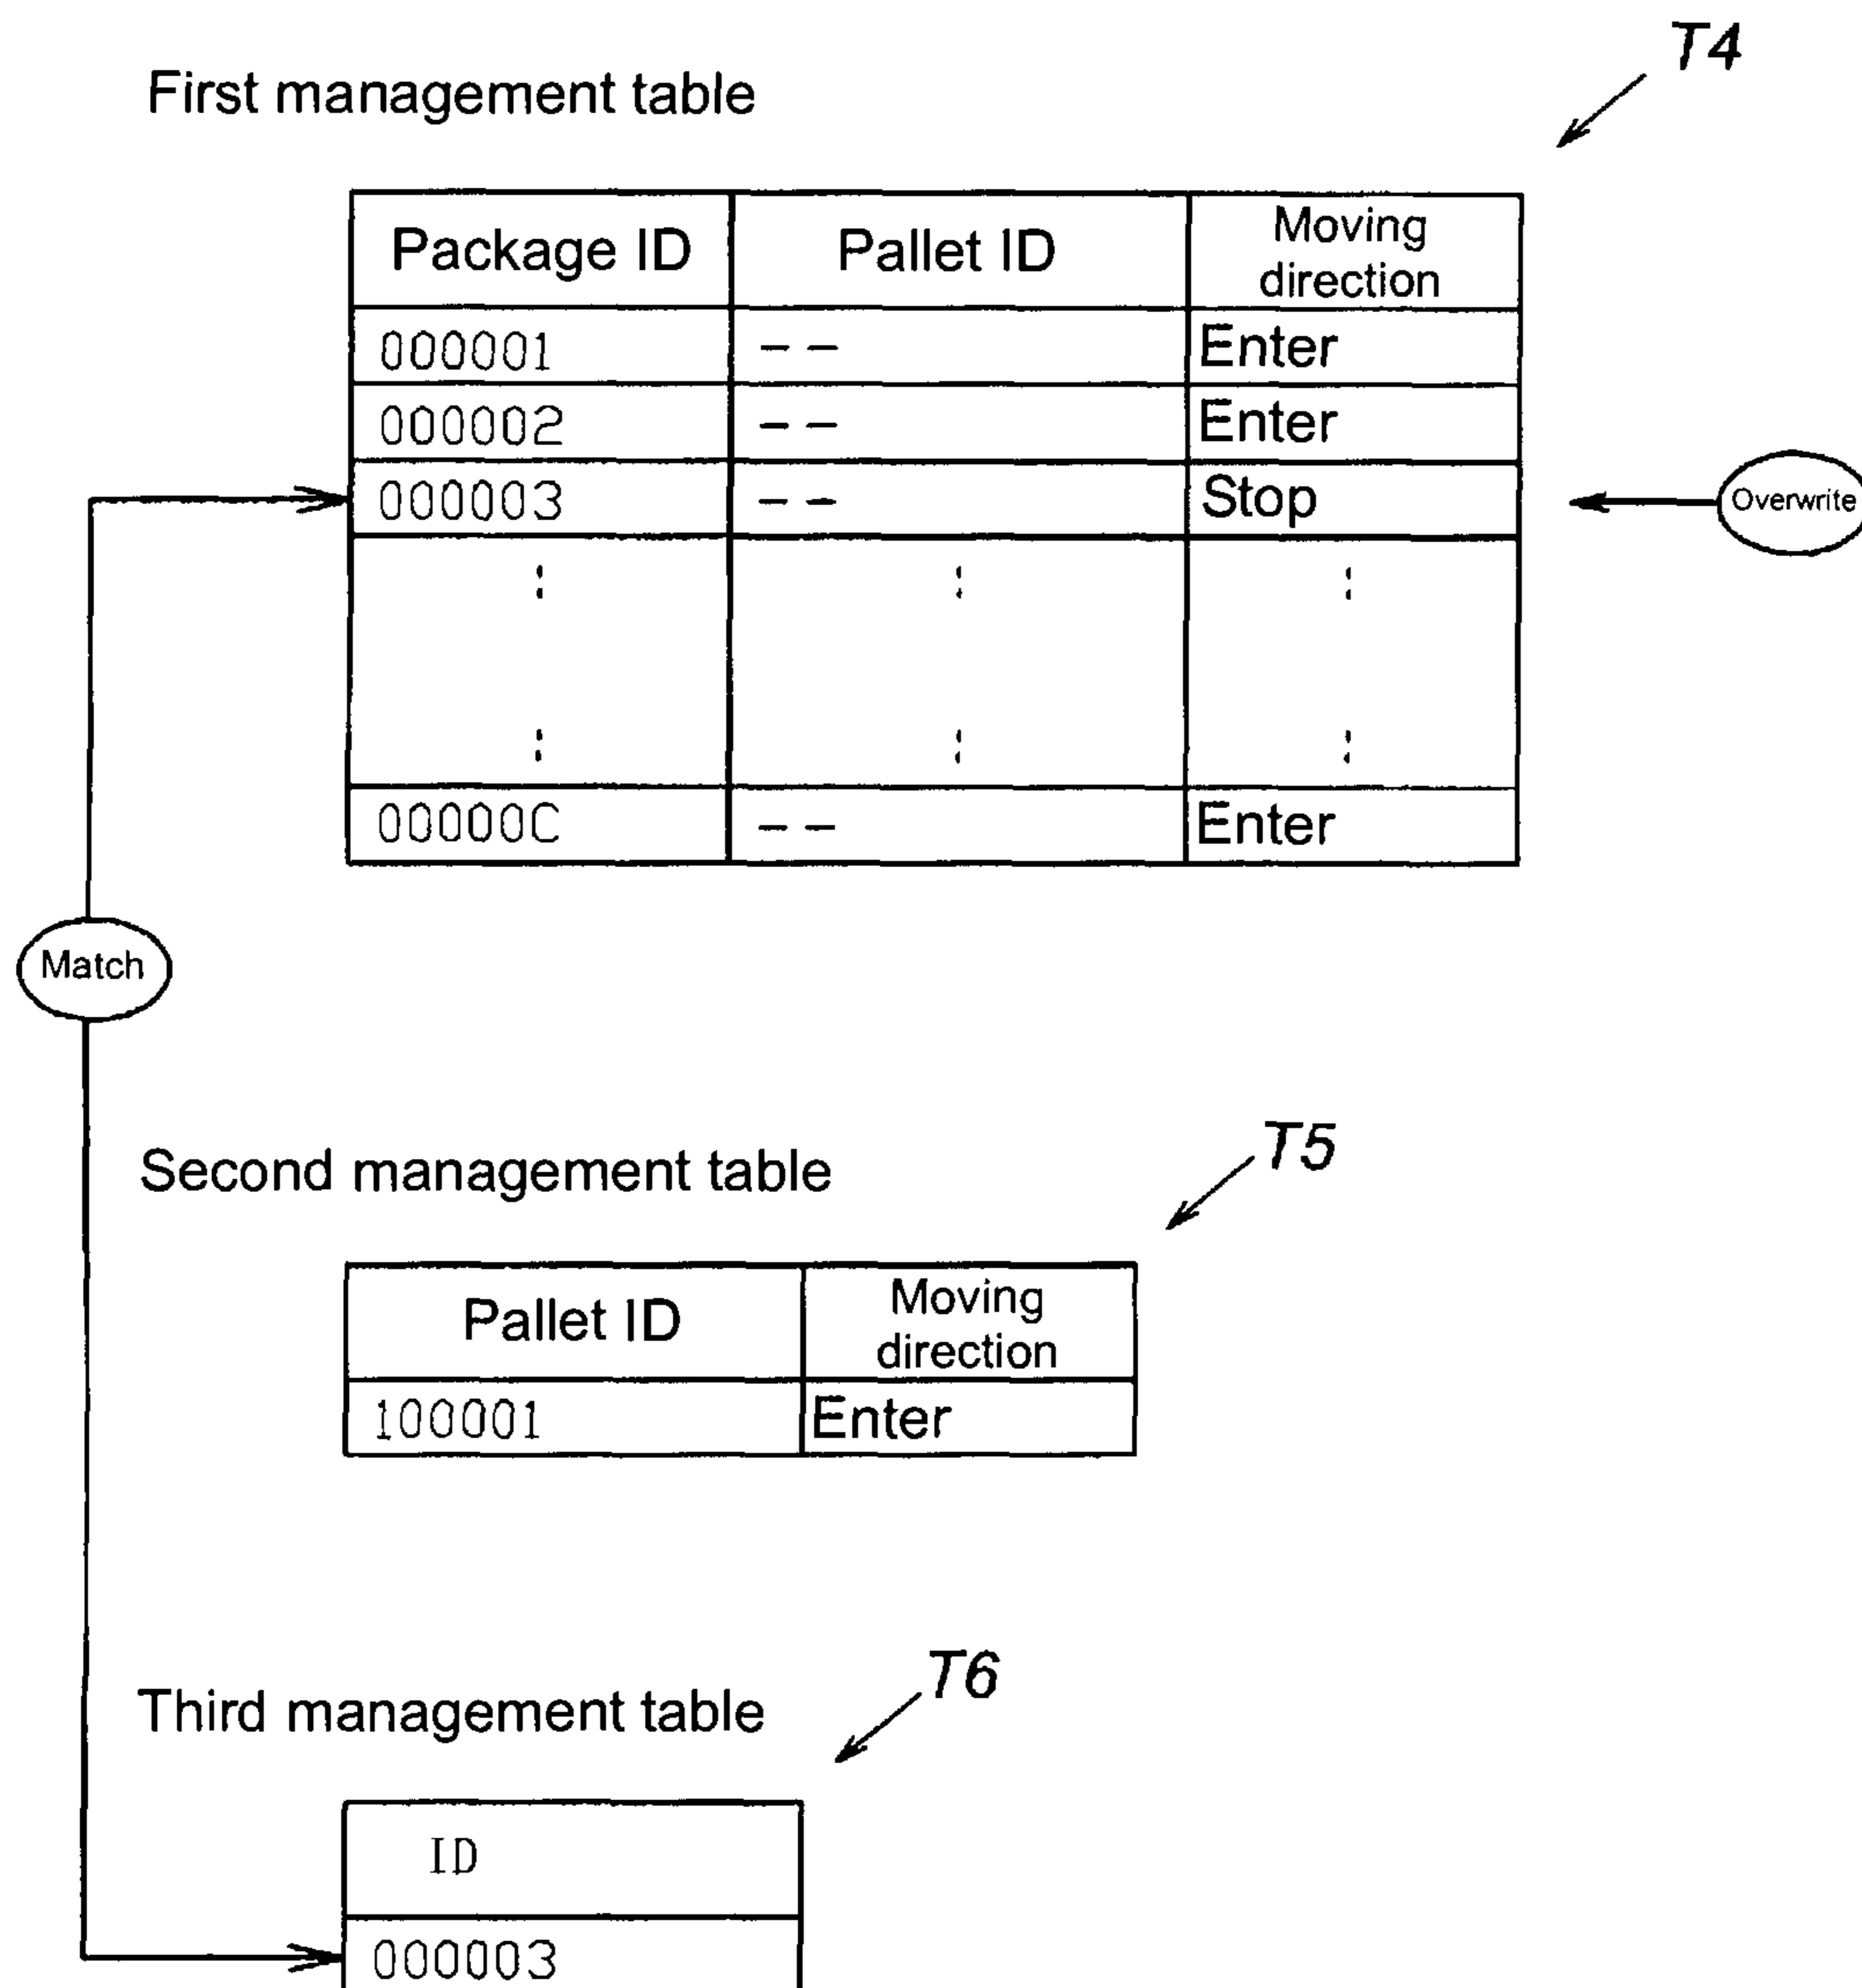 T4
First management table
Package ID Pallet ID Moving direction
000001 -- Enter
000002 -- Enter
000003 -- Stop
Overwrite
: : :
: : :
00000C -- Enter
Match
T5
Second management table
Pallet ID Moving direction
100001 Enter
T6
Third management table
ID
000003